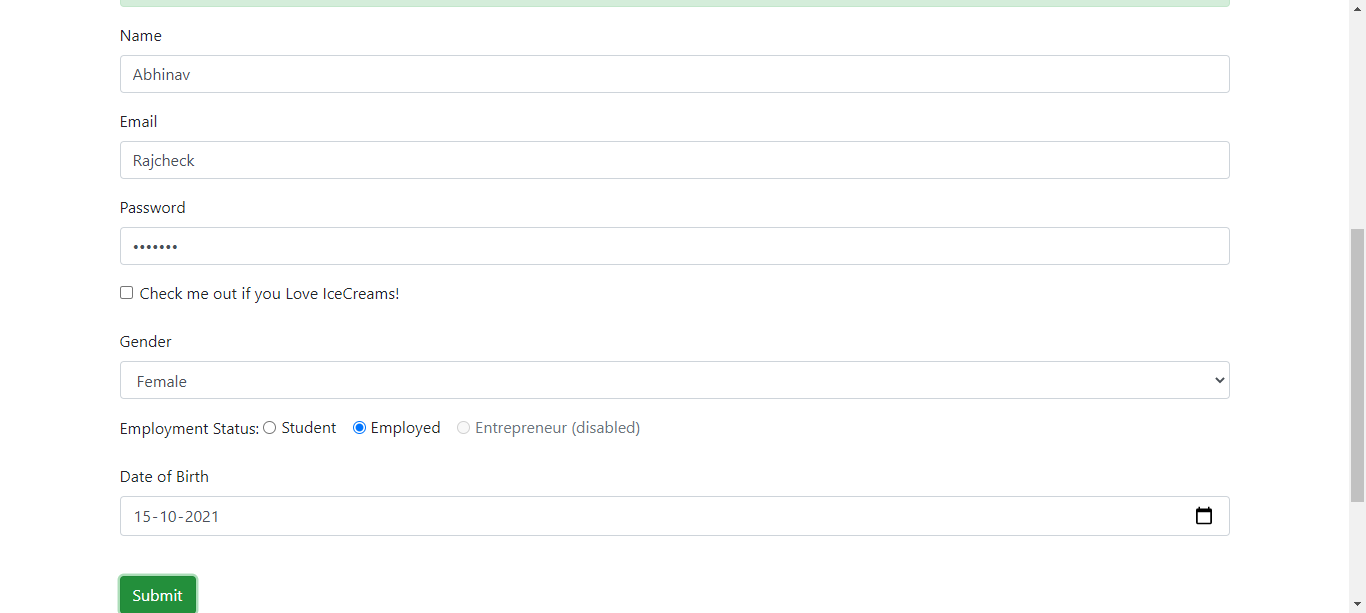 Name
Abhinav
Email
Rajcheck
Password
•••••••
Check me out if you Love IceCreams!
Gender
Female
Employment Status: Student Employed Entrepreneur (disabled)
Date of Birth
15-10-2021
Submit